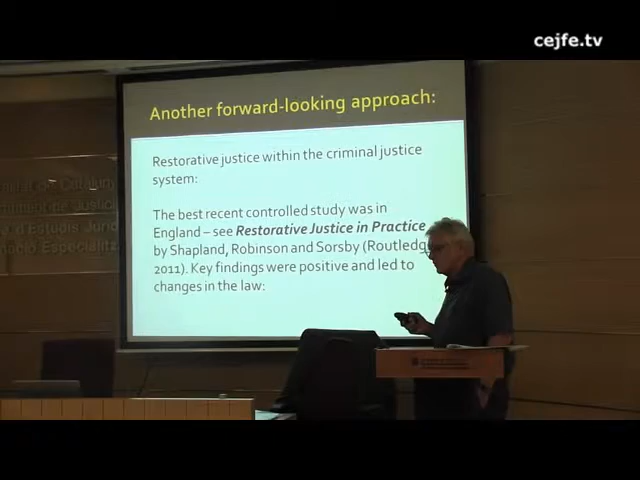 cejfe.tv
Another forward-looking approach:
Restorative justice within the criminal justice
system:
The best recent controlled study was in
England – see Restorative Justice in Practice
by Shapland, Robinson and Sorsby (Routledge
2011). Key findings were positive and led to
changes in the law: